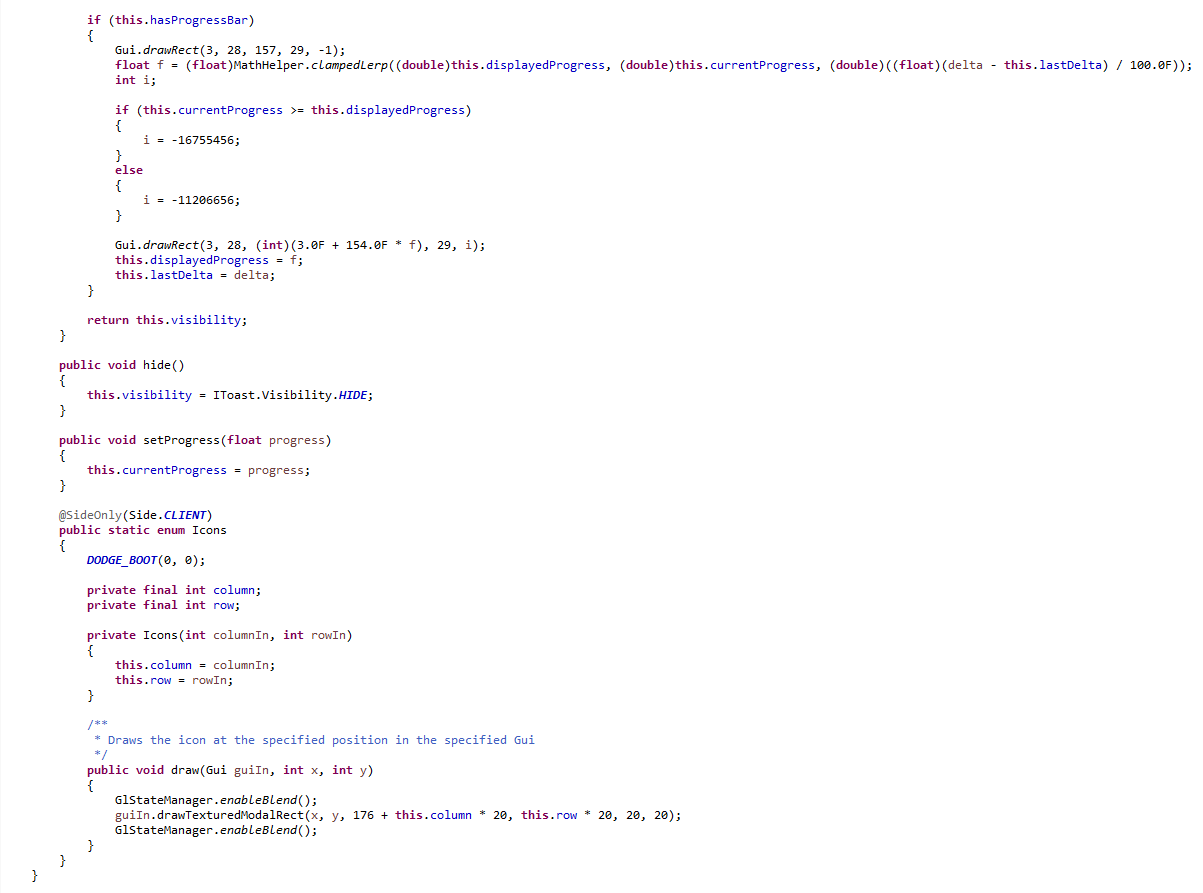 if (this.hasProgressBar)
{
Gui.drawRect(3, 28, 157, 29, -1);
float f = (float)MathHelper.clampedLerp((double)this.displayedProgress, (double)this.currentProgress, (double)((float)(delta - this.lastDelta) / 100.0F));
int i;
if (this.currentProgress >= this.displayedProgress)
{
i = -16755456;
}
else
{
i = -11206656;
}
Gui.drawRect(3, 28, (int)(3.0F + 154.0F * f), 29, i);
this.displayedProgress = f;
this.lastDelta = delta;
}
return this.visibility;
}
public void hide()
{
this.visibility = IToast.Visibility.HIDE;
}
public void setProgress(float progress)
{
this.currentProgress = progress;
}
@SideOnly(Side.CLIENT)
public static enum Icons
{
DODGE_BOOT(0, 0);
private final int column;
private final int row;
private Icons(int columnIn, int rowIn)
{
this.column = columnIn;
this.row = rowIn;
}
/**
* Draws the icon at the specified position in the specified Gui
*/
public void draw(Gui guiIn, int x, int y)
{
GlStateManager.enableBlend();
guiIn.drawTexturedModalRect(x, y, 176 + this.column * 20, this.row * 20, 20, 20);
GlStateManager.enableBlend();
}
}
}